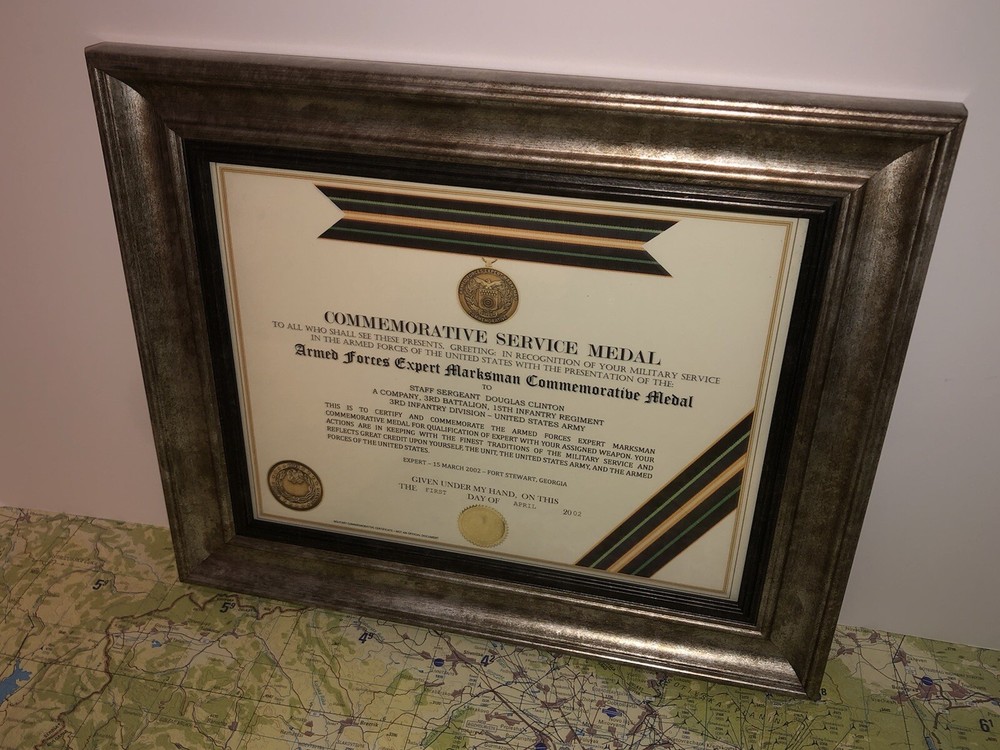 COMMEMORATIVE SERVICE MEDAL
TO ALL WHO SHALL SEE THESE PRESENTS, GREETING: IN RECOGNITION OF YOUR MILITARY SERVICE
IN THE ARMED FORCES OF THE UNITED STATES WITH THE PRESENTATION OF THE:
Armed Forces Expert Marksman Commemorative Medal
TO
STAFF SERGEANT DOUGLAS CLINTON
A COMPANY, 3RD BATTALION, 15TH INFANTRY REGIMENT
3RD INFANTRY DIVISION - UNITED STATES ARMY
THIS IS TO CERTIFY AND COMMEMORATE THE ARMED FORCES EXPERT MARKSMAN
COMMEMORATIVE MEDAL FOR QUALIFICATION OF EXPERT WITH YOUR ASSIGNED WEAPON. YOUR
ACTIONS ARE IN KEEPING WITH THE FINEST TRADITIONS OF THE MILITARY SERVICE AND
REFLECTS GREAT CREDIT UPON YOURSELF, THE UNIT, THE UNITED STATES ARMY, AND THE ARMED
FORCES OF THE UNITED STATES.
EXPERT - 15 MARCH 2002 - FORT STEWART, GEORGIA
GIVEN UNDER MY HAND, ON THIS
THE FIRST DAY OF APRIL 2002